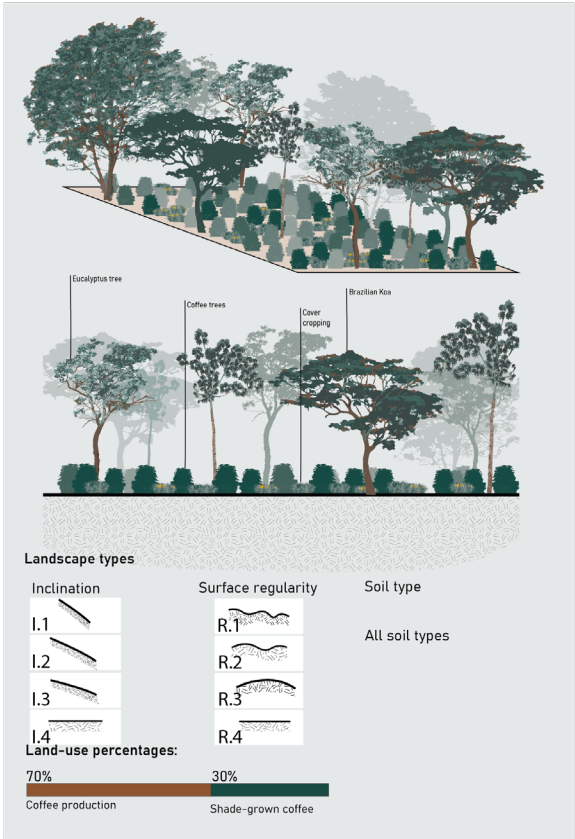 Eucalyptus tree
Coffee trees
Cover
cropping
Brazilian Koa
Landscape types
Inclination
Surface regularity
Soil type
I.1
R.1
All soil types
I.2
R.2
I.3
R.3
I.4
R.4
Land-use percentages:
70%
30%
Coffee production
Shade-grown coffee